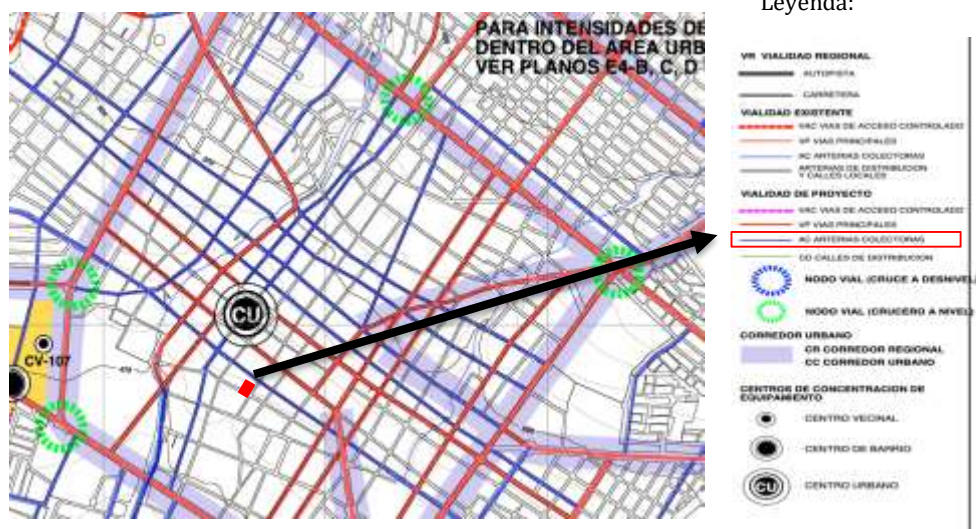 PARA INTENSIDADES DE
DENTRO DEL AREA URB
VER PLANOS E4-B, C, D
CU
CV-107
Leyenda:
VR VIALIDAD REGIONAL
AUTOPISTA
CARRETERA
VIALIDAD EXISTENTE
VAC VIAS DE ACCESO CONTROLADO
VP VIAS PRINCIPALES
AC ARTERIAS COLECTORAS
ARTERIAS DE DISTRIBUCION
Y CALLES LOCALES
VIALIDAD DE PROYECTO
VAC VIAS DE ACCESO CONTROLADO
VP VIAS PRINCIPALES
AC ARTERIAS COLECTORAS
CD CALLES DE DISTRIBUCION
NODO VIAL (CRUCE A DESNIVEL)
NODO VIAL (CRUCERO A NIVEL)
CORREDOR URBANO
CR CORREDOR REGIONAL
CC CORREDOR URBANO
CENTROS DE CONCENTRACION DE
EQUIPAMIENTO
CENTRO VECINAL
CENTRO DE BARRIO
CU
CENTRO URBANO